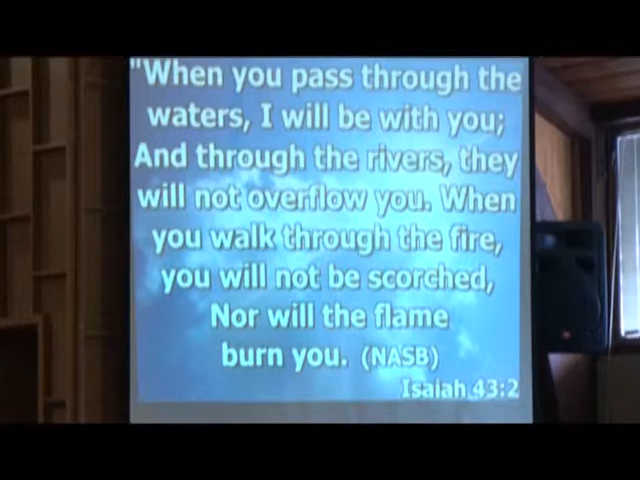 "When you pass through the
waters, I will be with you;
And through the rivers, they
will not overflow you. When
you walk through the fire,
you will not be scorched,
Nor will the flame
burn you. (NASB)
Isaiah 43:2